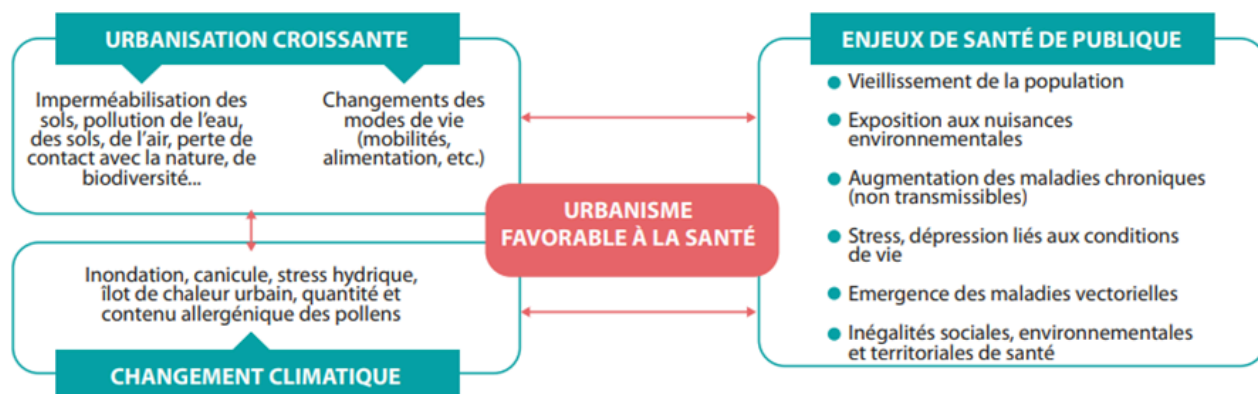 URBANISATION CROISSANTE
Imperméabilisation des
sols, pollution de l’eau,
des sols, de l’air, perte de
contact avec la nature, de
biodiversité...
Changements des
modes de vie
(mobilités,
alimentation, etc.)
URBANISME
FAVORABLE À LA SANTÉ
Inondation, canicule, stress hydrique,
îlot de chaleur urbain, quantité et
contenu allergénique des pollens
CHANGEMENT CLIMATIQUE
ENJEUX DE SANTÉ DE PUBLIQUE
Vieillissement de la population
Exposition aux nuisances
environnementales
Augmentation des maladies chroniques
(non transmissibles)
Stress, dépression liés aux conditions
de vie
Emergence des maladies vectorielles
Inégalités sociales, environnementales
et territoriales de santé